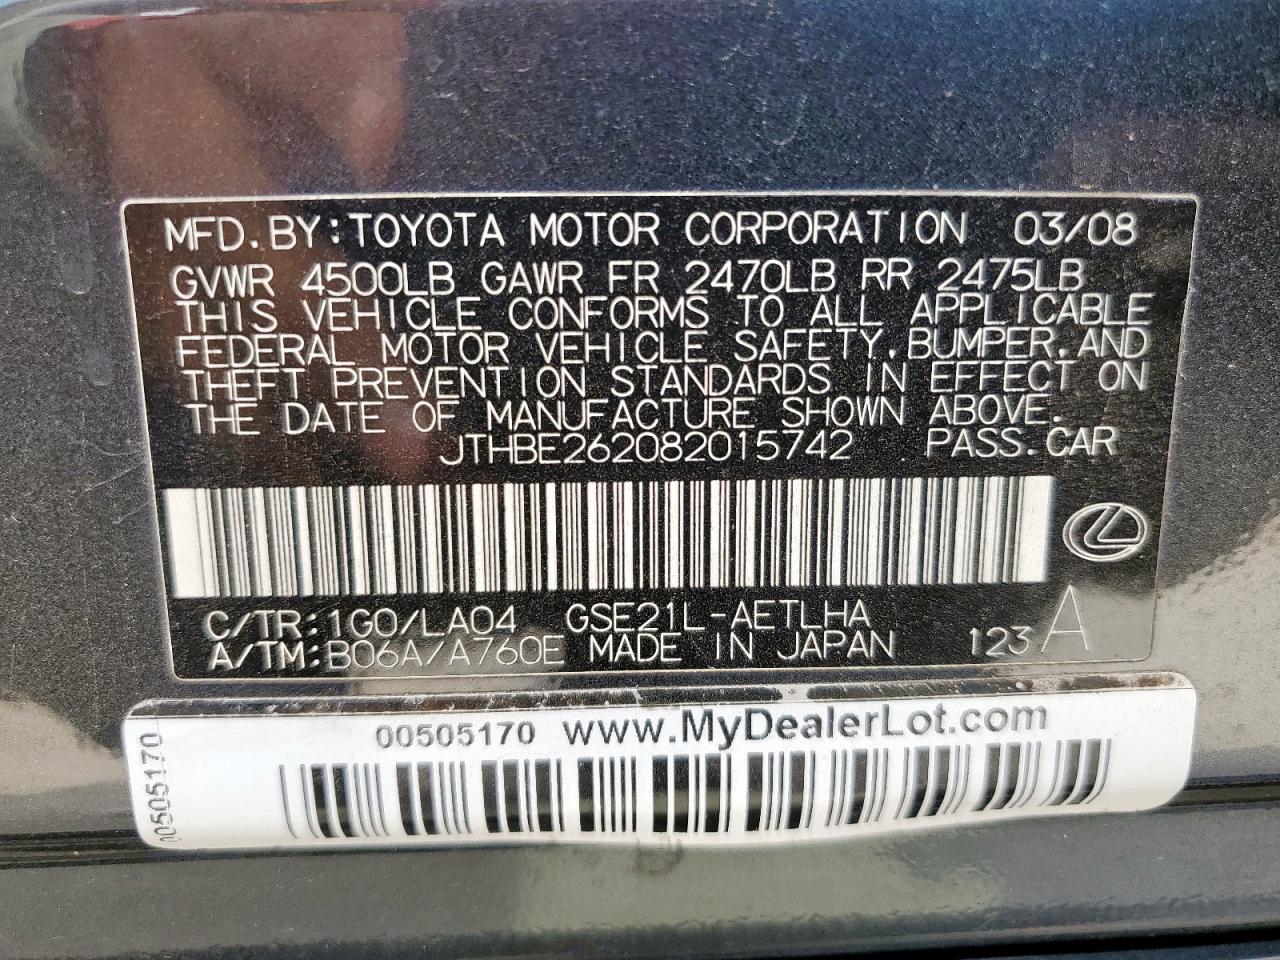 MFD.BY:TOYOTA MOTOR CORPORATION 03/08
GVWR 4500LB GAWR FR 2470LB RR 2475LB
THIS VEHICLE CONFORMS TO ALL APPLICABLE
FEDERAL MOTOR VEHICLE SAFETY,BUMPER,AND
THEFT PREVENTION STANDARDS IN EFFECT ON
THE DATE OF MANUFACTURE SHOWN ABOVE.
JTHBE262082015742 PASS.CAR
C/TR:1G0/LA04 GSE21L-AETLHA
A/TM:B06A/A760E MADE IN JAPAN 123 A
00505170 www.MyDealerLot.com
00505170